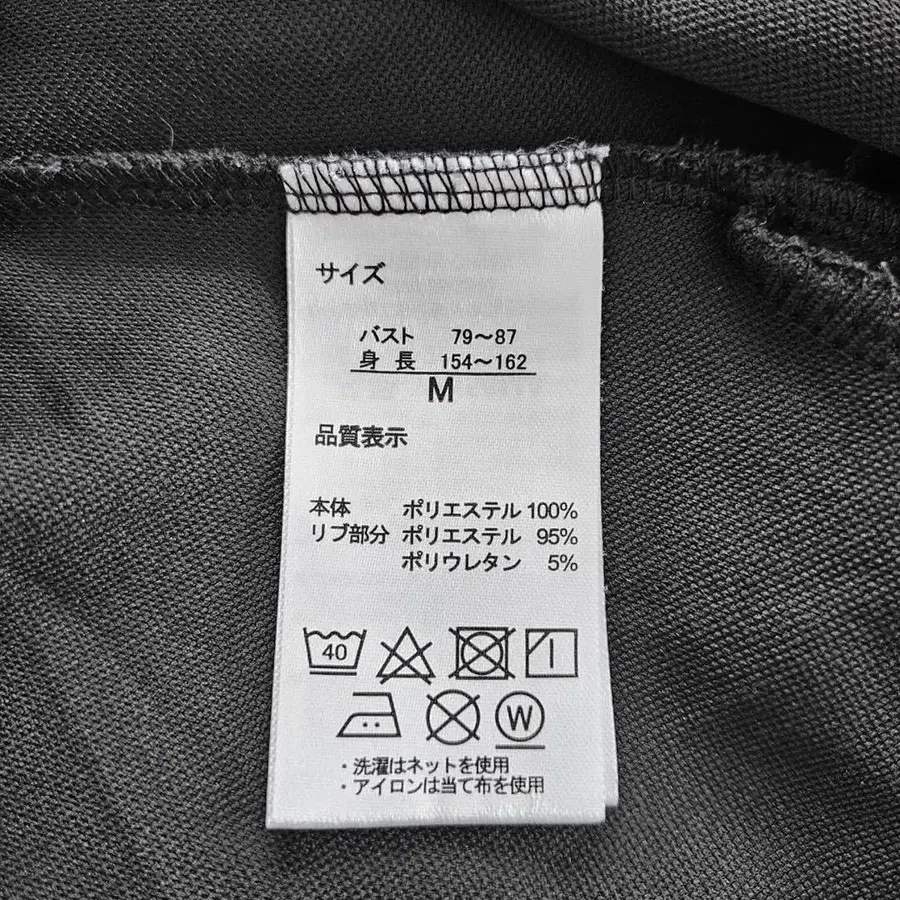 サイズ
バスト 79～87
身長 154～162
M
品質表示
本体 ポリエステル 100%
リブ部分 ポリエステル 95%
ポリウレタン 5%
40
W
・洗濯はネットを使用
・アイロンは当て布を使用